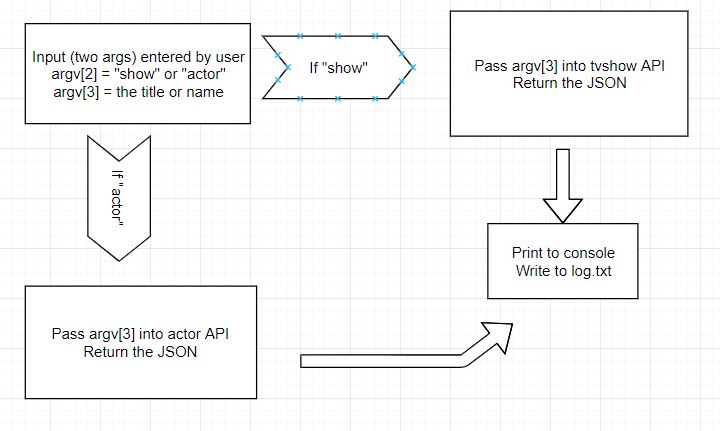 Input (two args) entered by user
argv[2] = "show" or "actor"
argv[3] = the title or name
If "show"
Pass argv[3] into tvshow API
Return the JSON
If "actor"
Print to console
Write to log.txt
Pass argv[3] into actor API
Return the JSON